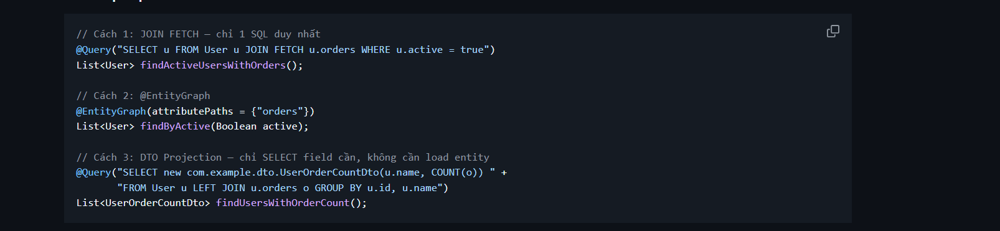 // Cách 1: JOIN FETCH — chỉ 1 SQL duy nhất
@Query("SELECT u FROM User u JOIN FETCH u.orders WHERE u.active = true")
List<User> findActiveUsersWithOrders();
// Cách 2: @EntityGraph
@EntityGraph(attributePaths = {"orders"})
List<User> findByActive(Boolean active);
// Cách 3: DTO Projection — chỉ SELECT field cần, không cần load entity
@Query("SELECT new com.example.dto.UserOrderCountDto(u.name, COUNT(o)) " +
"FROM User u LEFT JOIN u.orders o GROUP BY u.id, u.name")
List<UserOrderCountDto> findUsersWithOrderCount();